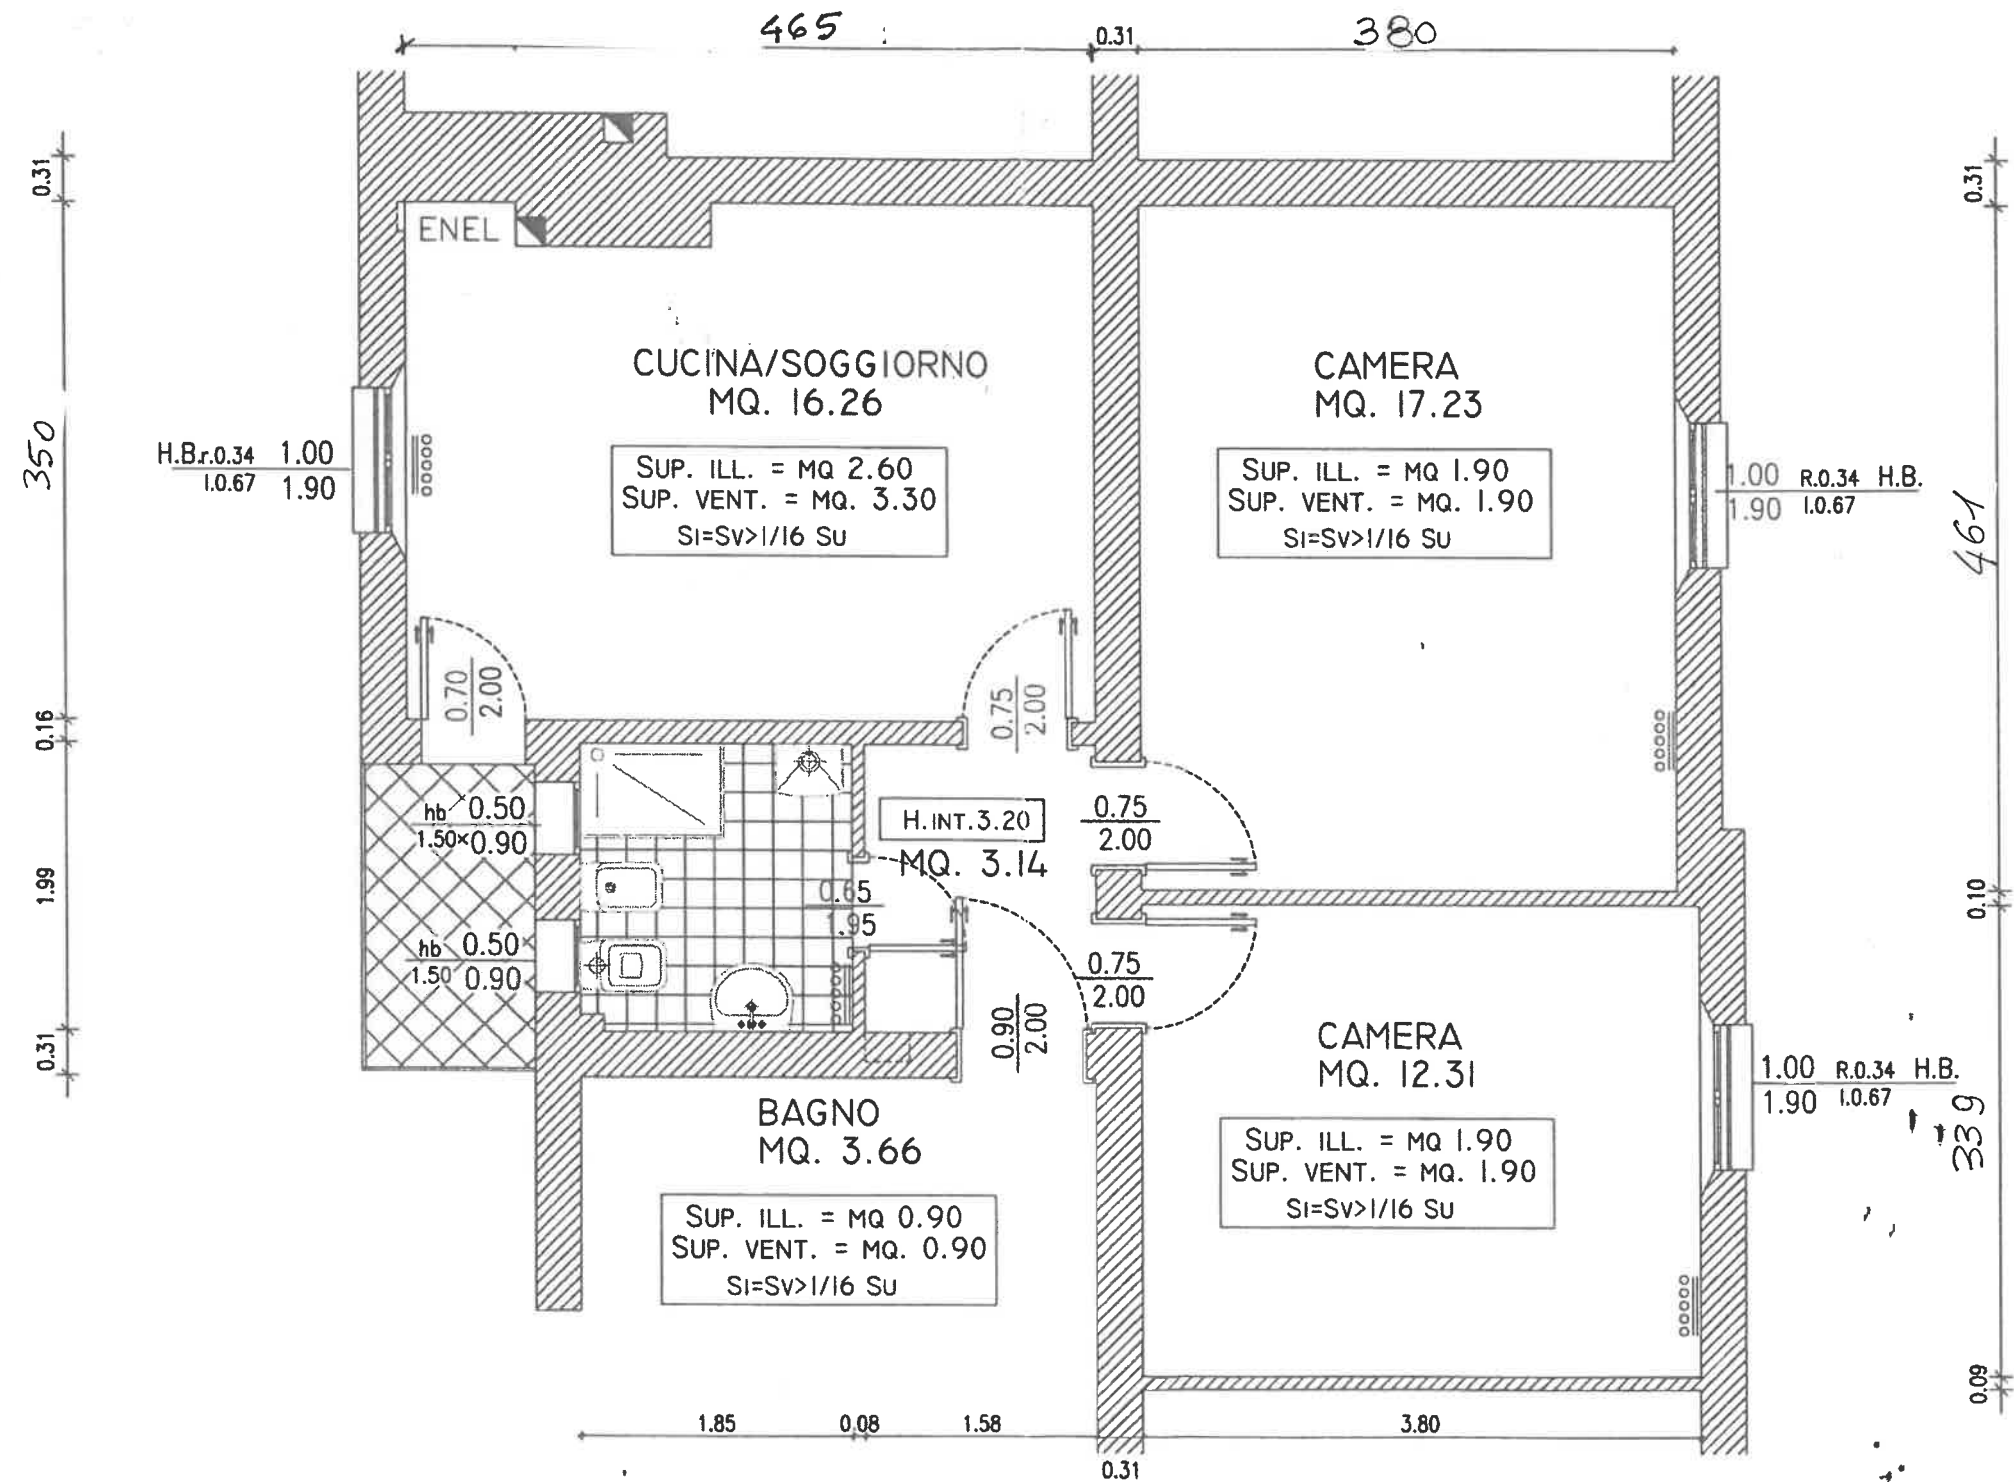 465
0.31
380
0.31
0.31
ENEL
CUCINA/SOGGIORNO
MQ. 16.26
CAMERA
MQ. 17.23
350
H.B.r.0.34 1.00
I.0.67 1.90
SUP. ILL. = MQ 2.60
SUP. VENT. = MQ. 3.30
SI=SV>1/16 SU
SUP. ILL. = MQ 1.90
SUP. VENT. = MQ. 1.90
SI=SV>1/16 SU
1.00 R.0.34 H.B.
1.90 I.0.67
461
0.70
2.00
0.75
2.00
0.16
hb 0.50
1.50×0.90
H.INT.3.20
MQ. 3.14
0.75
2.00
1.99
0.65
1.95
0.10
hb 0.50
1.50 0.90
0.75
2.00
0.90
2.00
0.31
CAMERA
MQ. 12.31
1.00 R.0.34 H.B.
1.90 I.0.67
339
BAGNO
MQ. 3.66
SUP. ILL. = MQ 1.90
SUP. VENT. = MQ. 1.90
SI=SV>1/16 SU
SUP. ILL. = MQ 0.90
SUP. VENT. = MQ. 0.90
SI=SV>1/16 SU
0.09
1.85
0.08
1.58
3.80
0.31